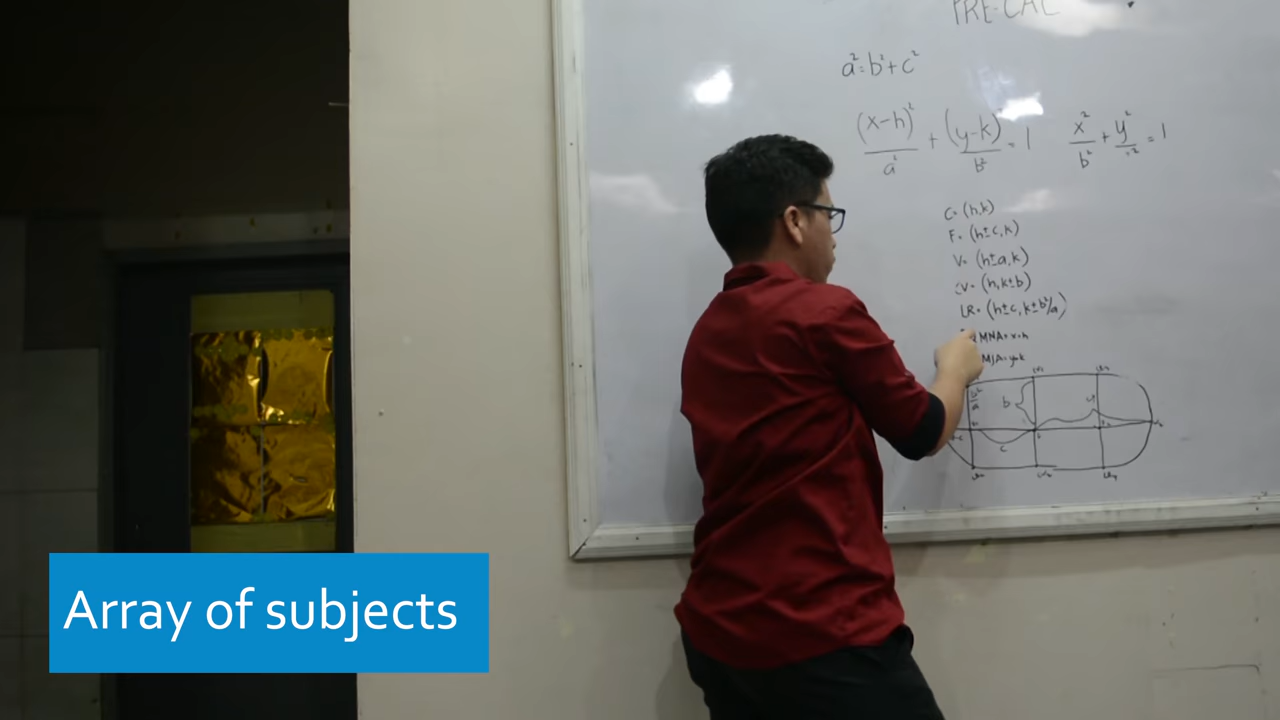 PRE-CAL
a²=b²+c²
(x-h)²/a² + (y-k)²/b² = 1 x²/b² + y²/ = 1
C= (h,k)
F= (h±c,k)
V= (h±a,k)
CV= (h,k±b)
LR= (h±c,k±b²/a)
MNA= x=h
MJA= y=k
b
c
Array of subjects